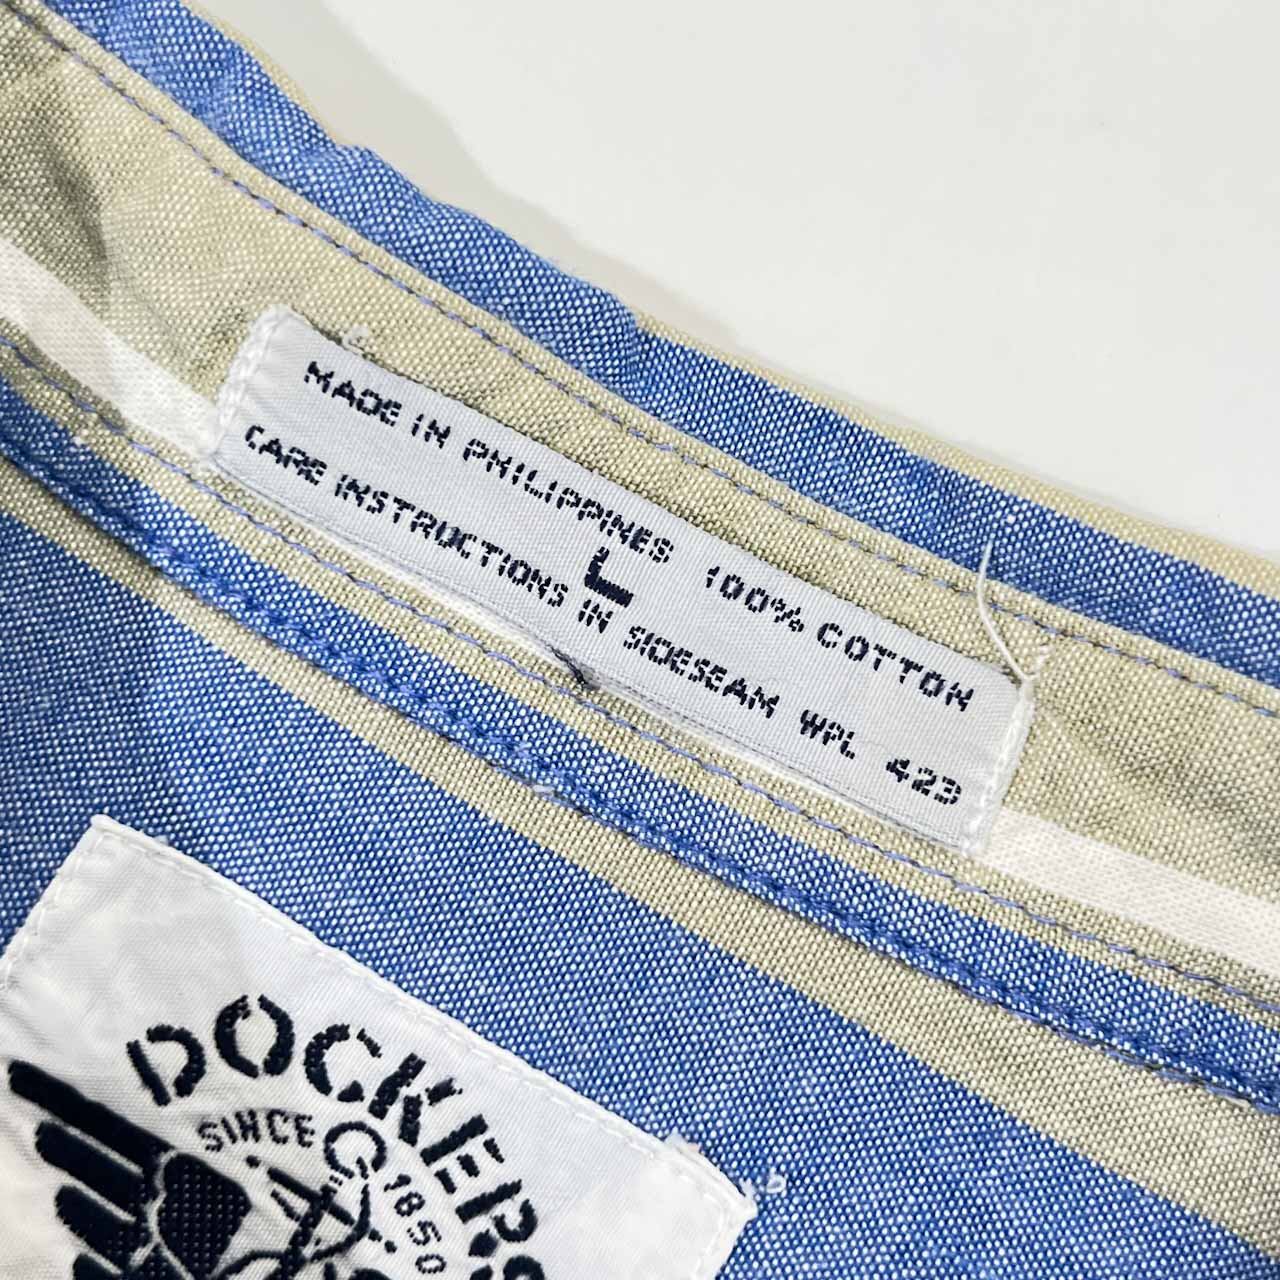 MADE IN PHILIPPINES 100% COTTON
L
CARE INSTRUCTIONS IN SIDESEAM WPL 423
DOCKERS
SINCE 1850